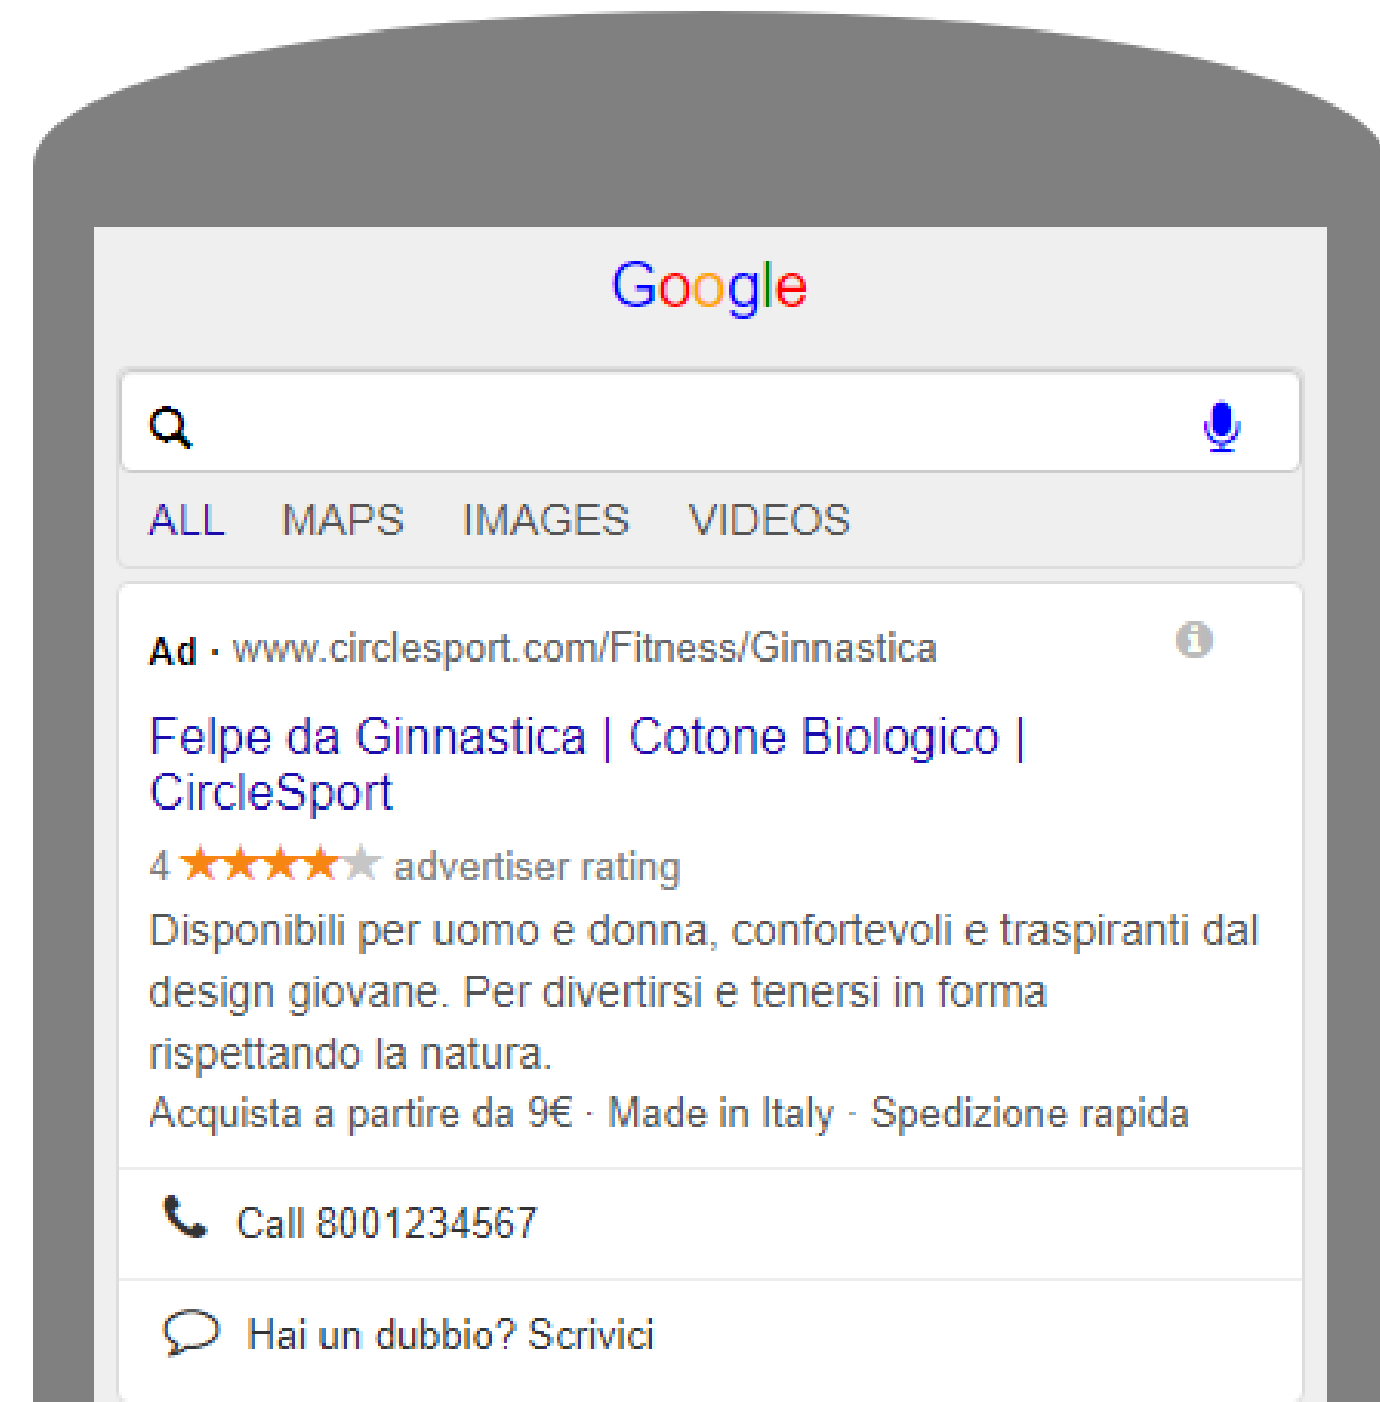 Google
ALL MAPS IMAGES VIDEOS
Ad · www.circlesport.com/Fitness/Ginnastica
Felpe da Ginnastica | Cotone Biologico |
CircleSport
4 ★★★★★ advertiser rating
Disponibili per uomo e donna, confortevoli e traspiranti dal
design giovane. Per divertirsi e tenersi in forma
rispettando la natura.
Acquista a partire da 9€ · Made in Italy · Spedizione rapida
Call 8001234567
Hai un dubbio? Scrivici